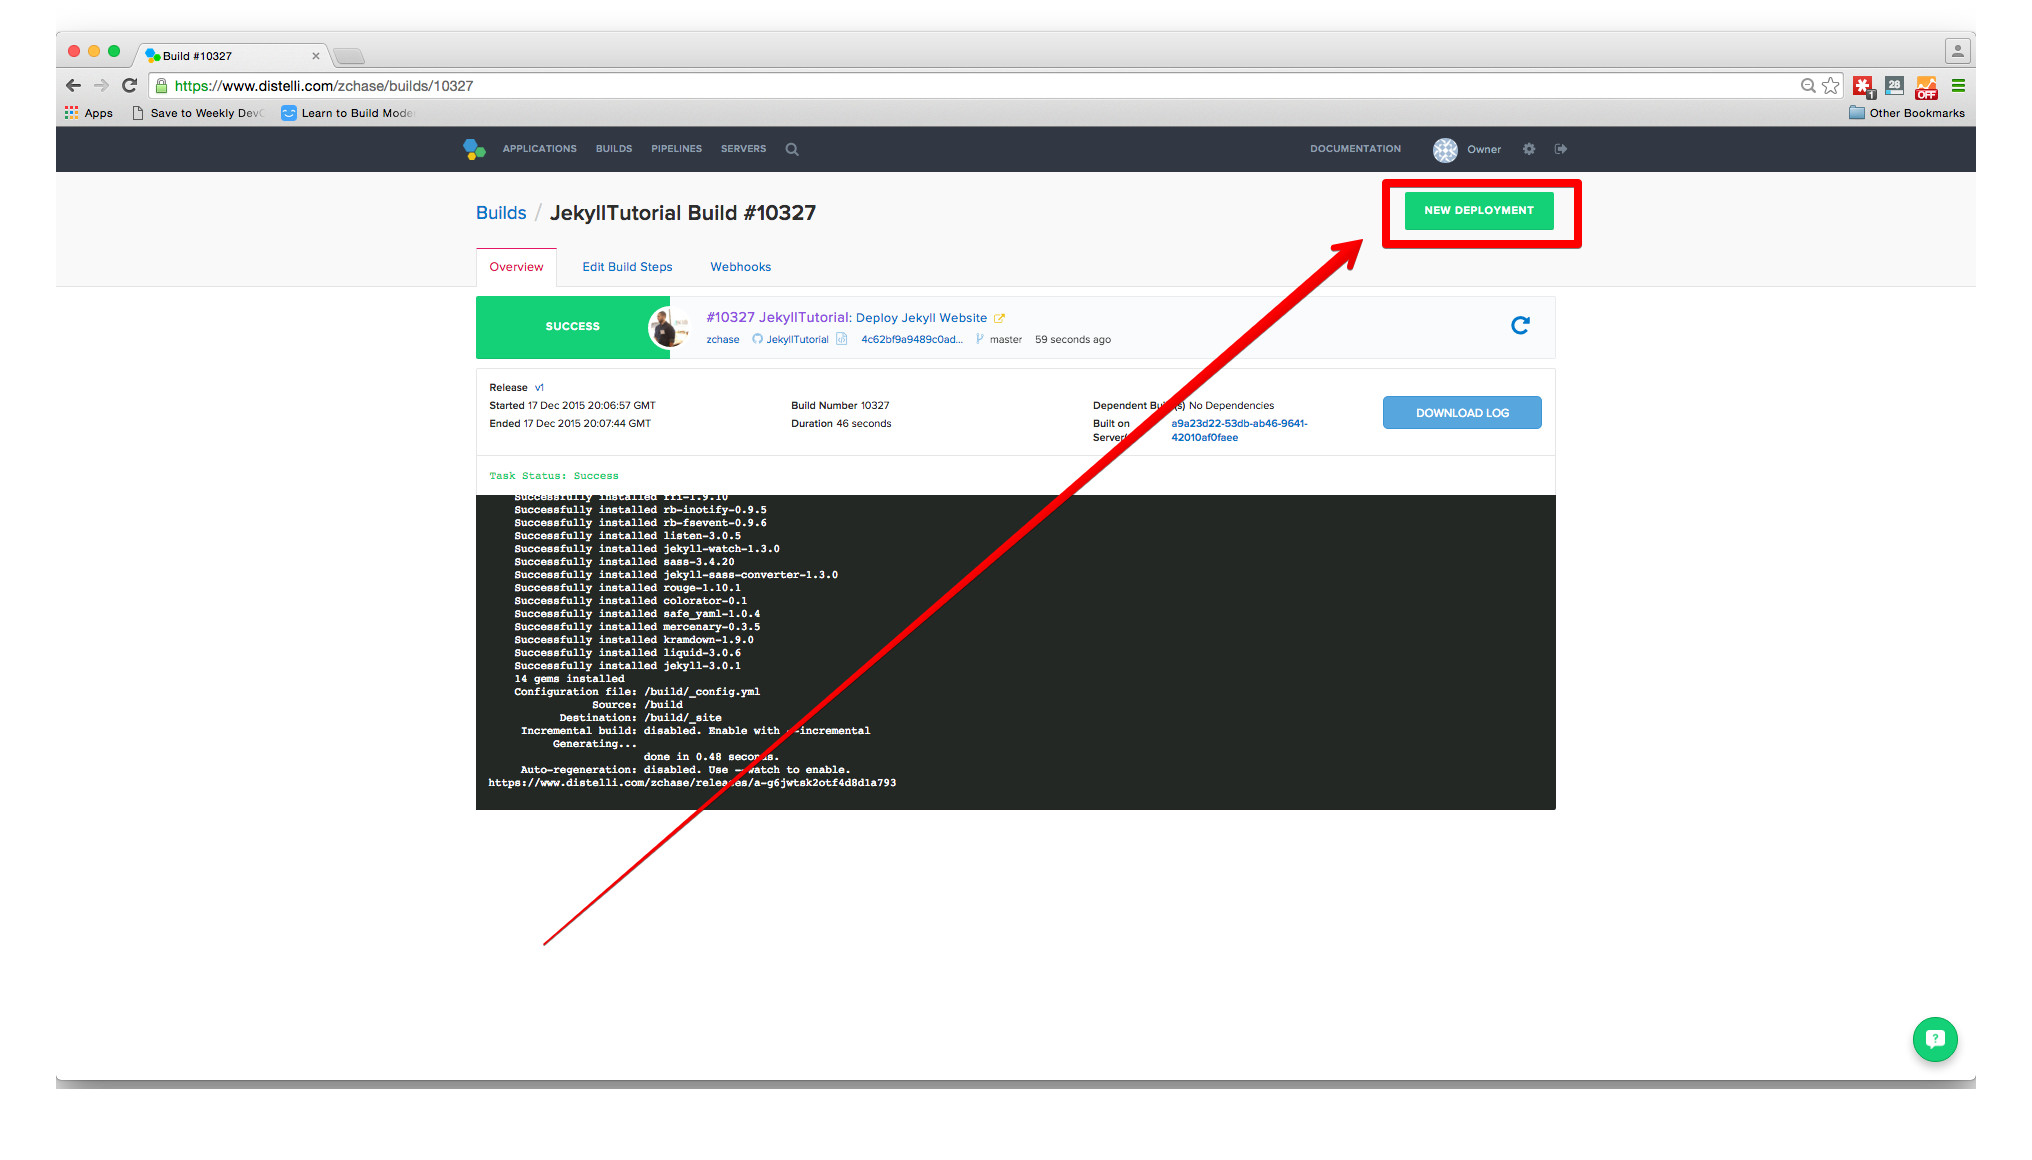 Build #10327
https://www.distelli.com/zchase/builds/10327
1
28
OFF
Apps
Save to Weekly Dev
Learn to Build Mode
Other Bookmarks
APPLICATIONS BUILDS PIPELINES SERVERS
DOCUMENTATION Owner
Builds / JekyllTutorial Build #10327
NEW DEPLOYMENT
Overview Edit Build Steps Webhooks
SUCCESS
#10327 JekyllTutorial: Deploy Jekyll Website
zchase JekyllTutorial 4c62bf9a9489c0ad... master 59 seconds ago
Release v1
Started 17 Dec 2015 20:06:57 GMT
Ended 17 Dec 2015 20:07:44 GMT
Build Number 10327
Duration 46 seconds
Dependent No Dependencies
Built on a9a23d22-53db-ab46-9641-
42010af0faee
DOWNLOAD LOG
Task Status: Success
Successfully installed ffi-1.9.10
Successfully installed rb-inotify-0.9.5
Successfully installed rb-fsevent-0.9.6
Successfully installed listen-3.0.5
Successfully installed jekyll-watch-1.3.0
Successfully installed sass-3.4.20
Successfully installed jekyll-sass-converter-1.3.0
Successfully installed rouge-1.10.1
Successfully installed colorator-0.1
Successfully installed safe_yaml-1.0.4
Successfully installed mercenary-0.3.5
Successfully installed kramdown-1.9.0
Successfully installed liquid-3.0.6
Successfully installed jekyll-3.0.1
14 gems installed
Configuration file: /build/_config.yml
Source: /build
Destination: /build/_site
Incremental build: disabled. Enable with --incremental
Generating...
done in 0.48 seconds.
Auto-regeneration: disabled. Use --watch to enable.
https://www.distelli.com/zchase/releases/a-g6jwtsk2otf4d8d1a793